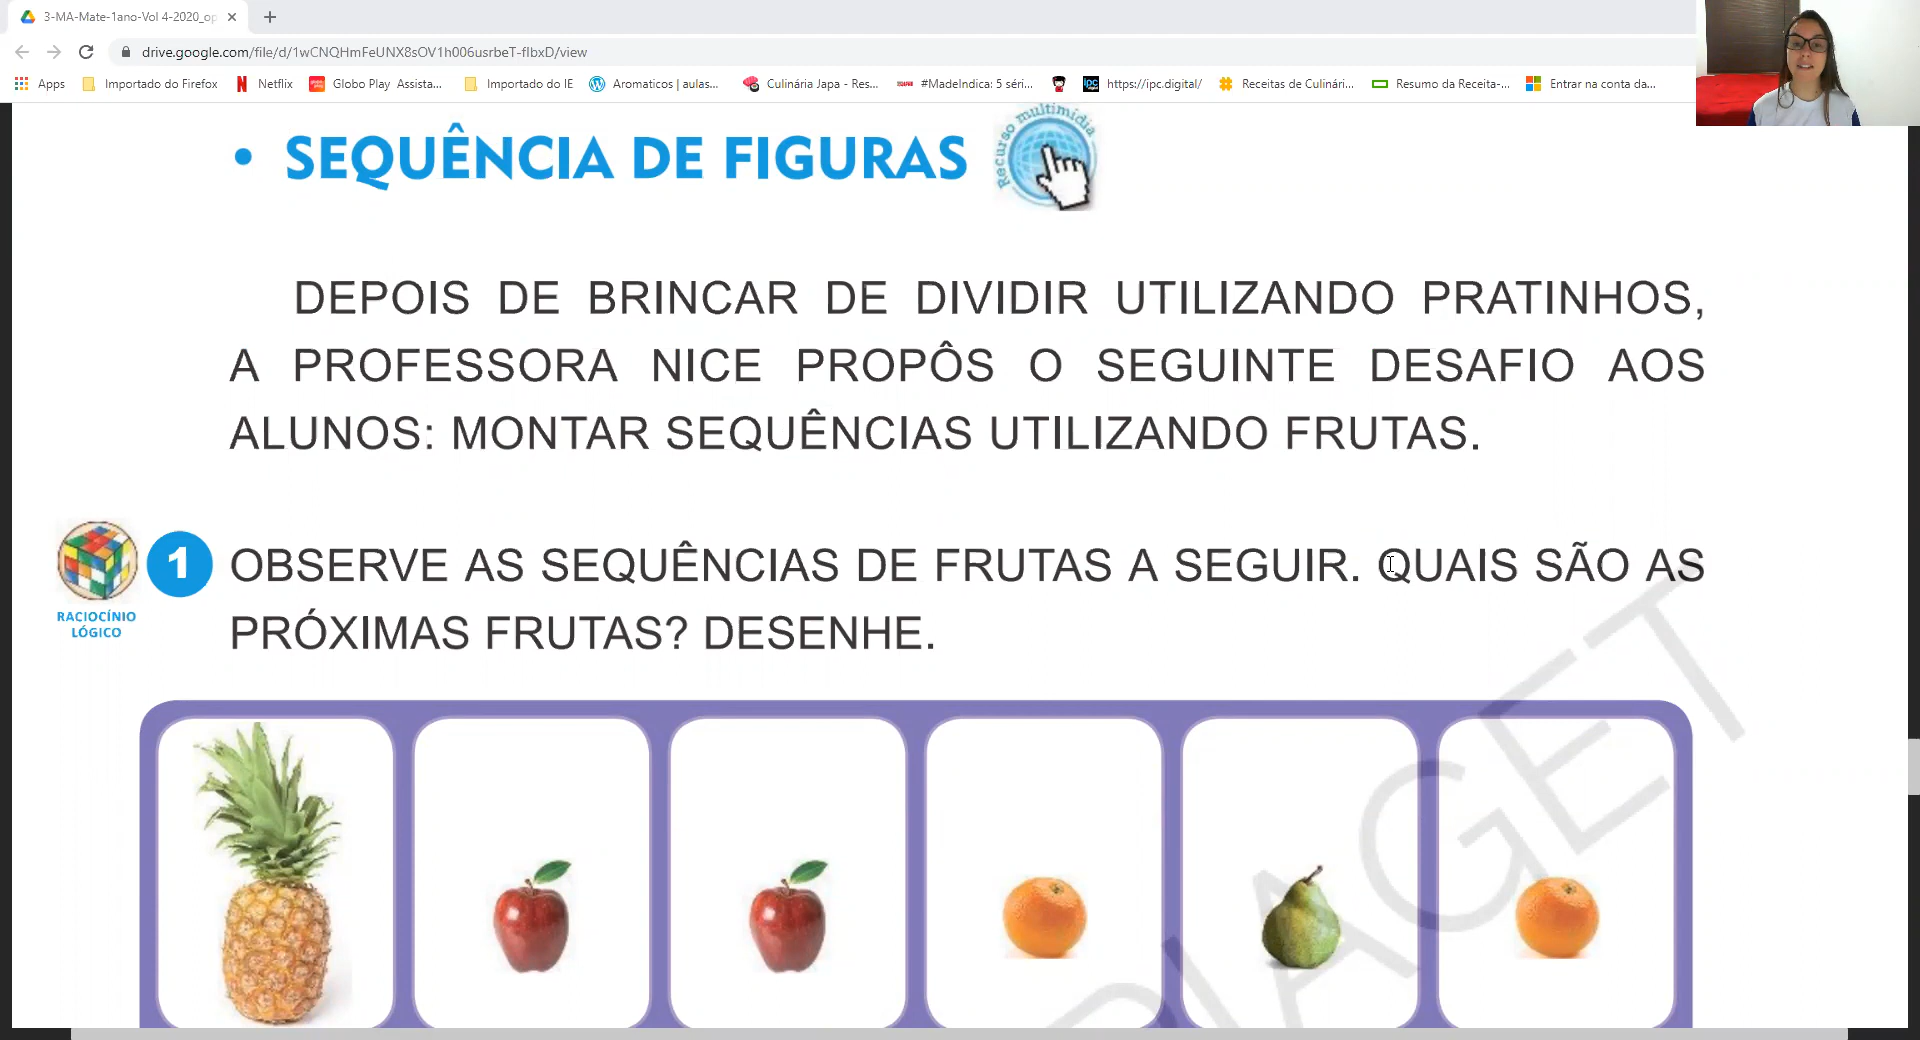 3-MA-Mate-1ano-Vol 4-2020_op
drive.google.com/file/d/1wCNQHmFeUNX8sOV1h006usrbeT-flbxD/view
Apps Importado do Firefox Netflix Globo Play Assista... Importado do IE Aromaticos | aulas... Culinária Japa - Res... #MadeIndica: 5 séri... https://ipc.digital/ Receitas de Culinári... Resumo da Receita-... Entrar na conta da...
• SEQUÊNCIA DE FIGURAS
Recurso multimídia
DEPOIS DE BRINCAR DE DIVIDIR UTILIZANDO PRATINHOS,
A PROFESSORA NICE PROPÔS O SEGUINTE DESAFIO AOS
ALUNOS: MONTAR SEQUÊNCIAS UTILIZANDO FRUTAS.
1 OBSERVE AS SEQUÊNCIAS DE FRUTAS A SEGUIR. QUAIS SÃO AS
PRÓXIMAS FRUTAS? DESENHE.
RACIOCÍNIO
LÓGICO
PIAGET